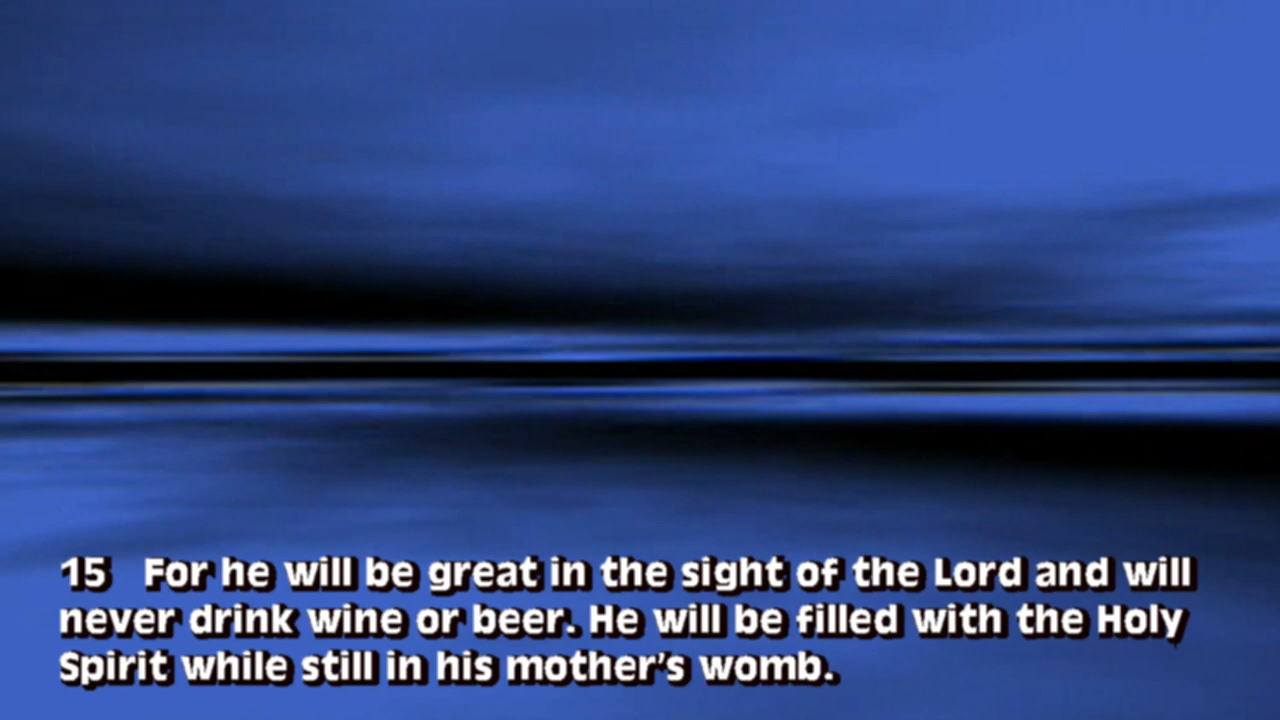 15 For he will be great in the sight of the Lord and will
never drink wine or beer. He will be filled with the Holy
Spirit while still in his mother's womb.